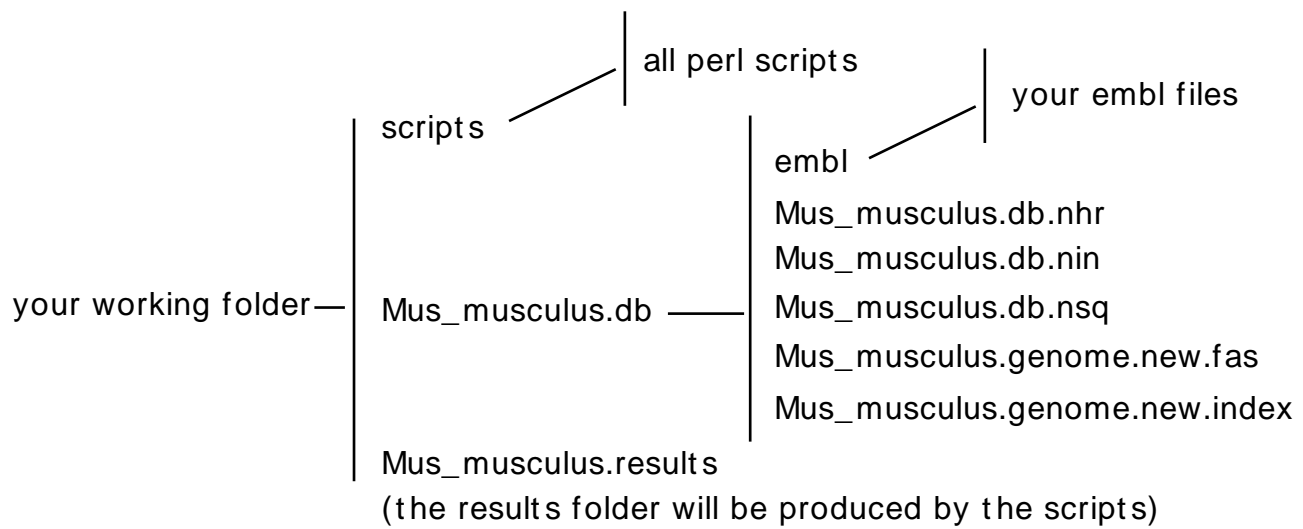 all perl scripts
your embl files
scripts
embl
Mus_musculus.db.nhr
Mus_musculus.db.nin
your working folder
Mus_musculus.db
Mus_musculus.db.nsq
Mus_musculus.genome.new.fas
Mus_musculus.genome.new.index
Mus_musculus.results
(the results folder will be produced by the scripts)